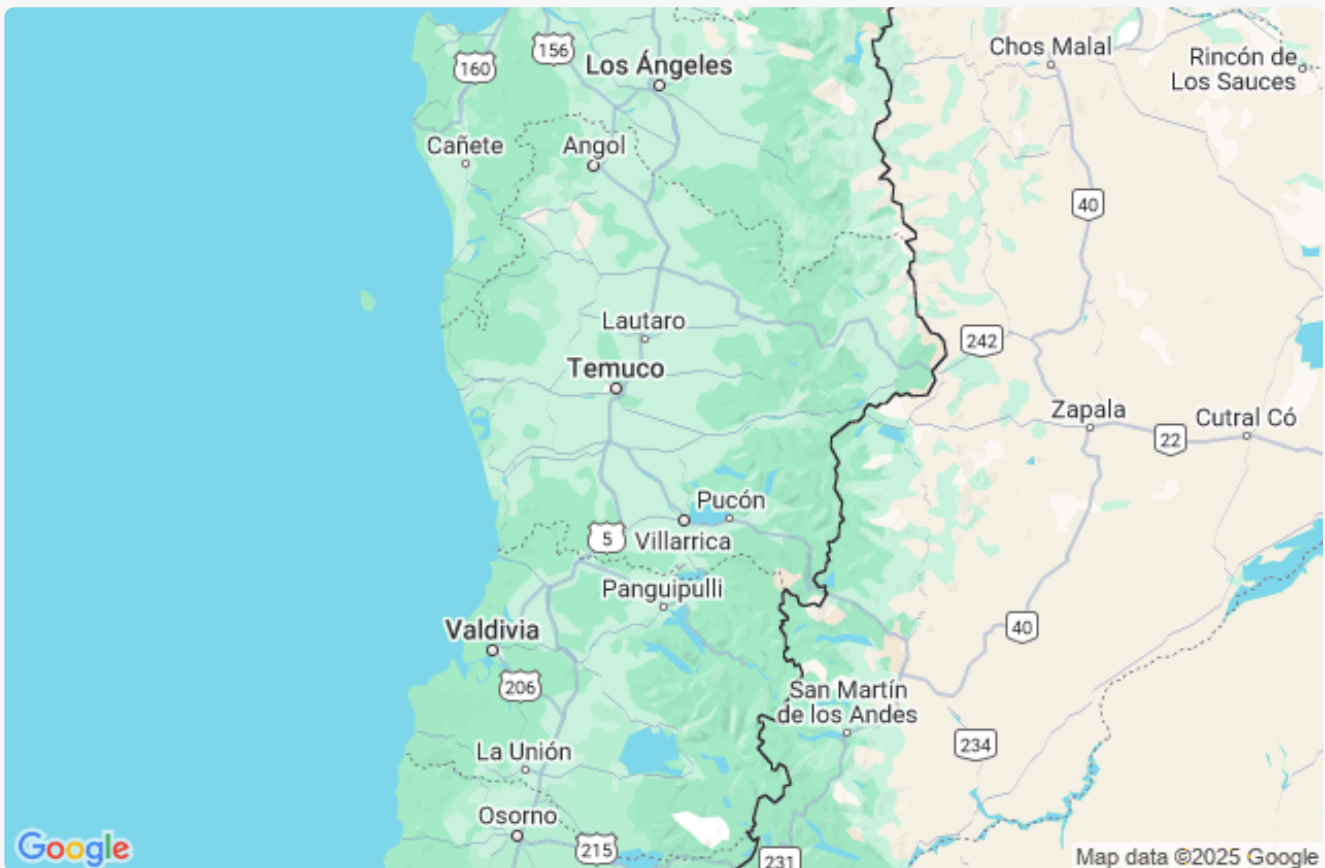 156
160
Los Ángeles
Chos Malal
Rincón de
Los Sauces
Cañete
Angol
40
Lautaro
242
Temuco
Zapala
Cutral Có
22
Pucón
5
Villarrica
Panguipulli
40
Valdivia
206
San Martín
de los Andes
234
La Unión
Osorno
215
231
Google
Map data ©2025 Google